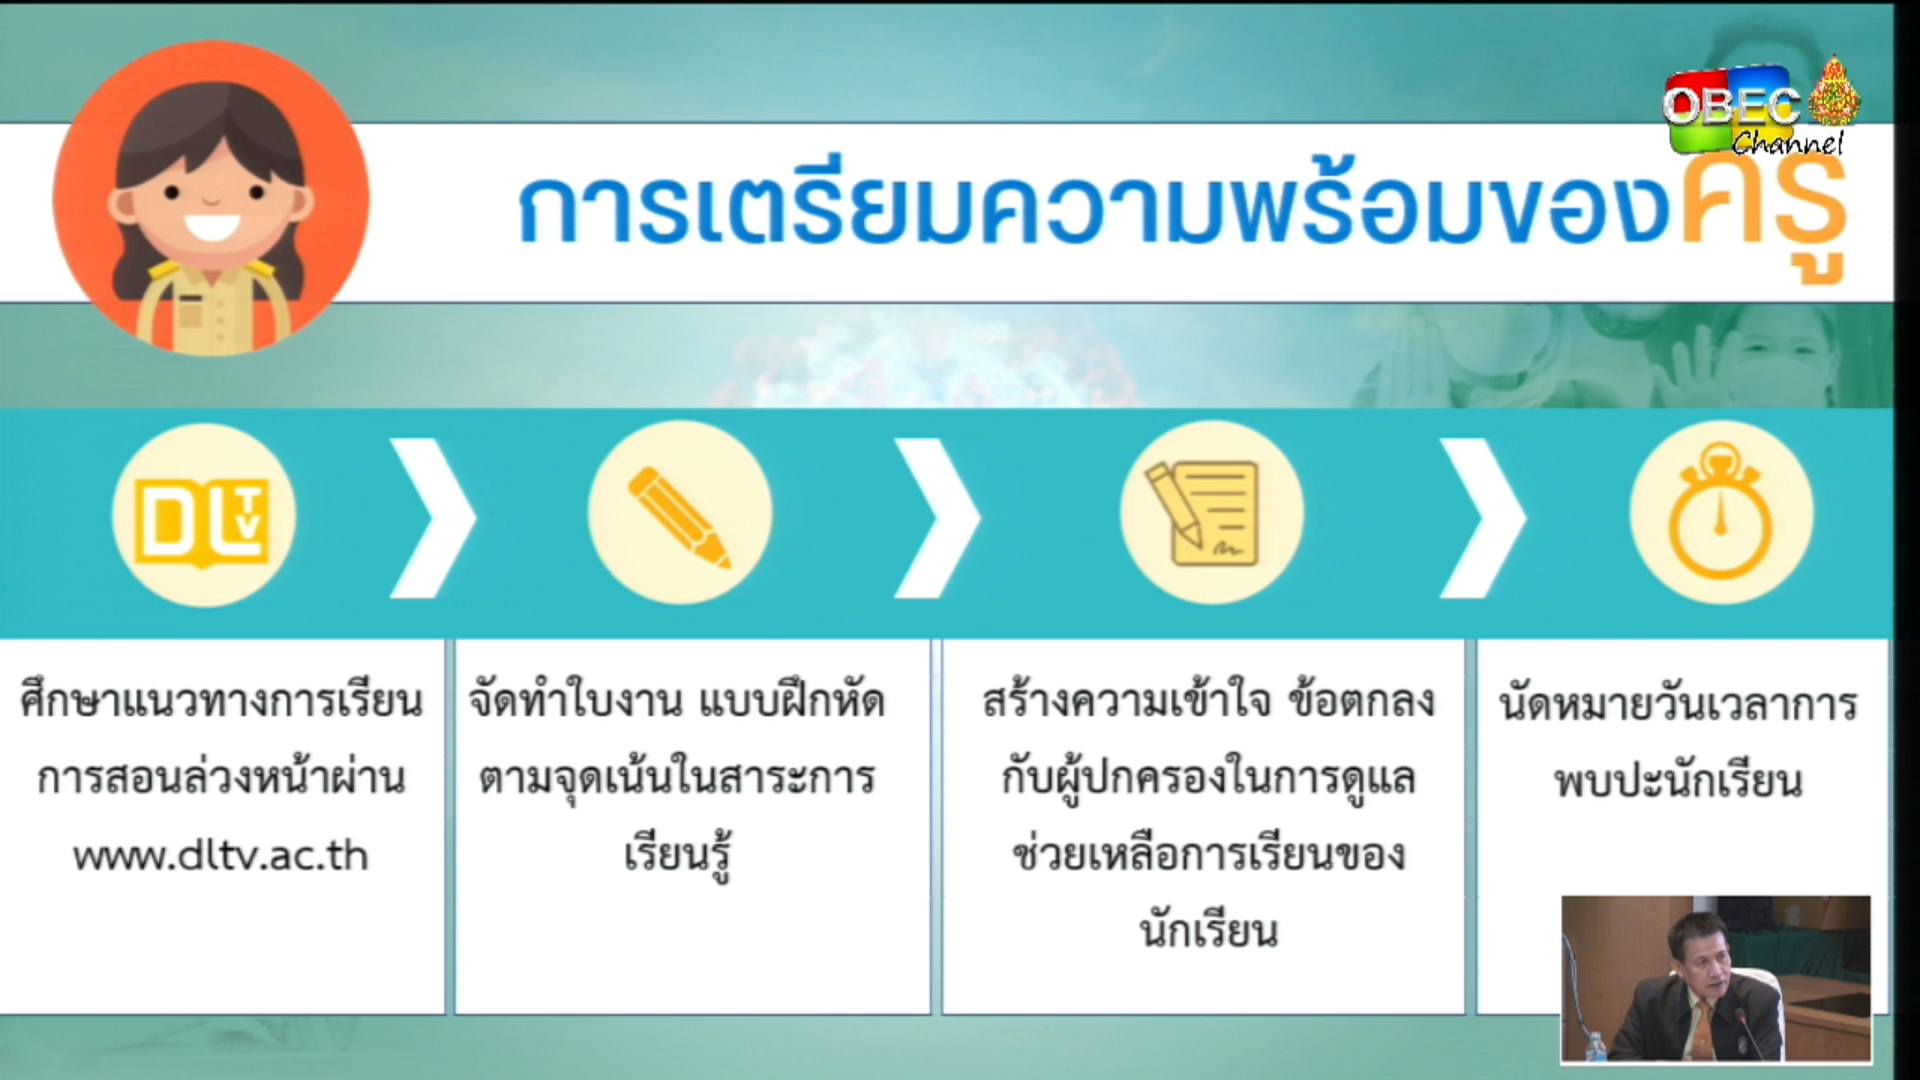 OBEC
Channel
การเตรียมความพร้อมของครู
DLTV
ศึกษาแนวทางการเรียน
การสอนล่วงหน้าผ่าน
www.dltv.ac.th
จัดทำใบงาน แบบฝึกหัด
ตามจุดเน้นในสาระการ
เรียนรู้
สร้างความเข้าใจ ข้อตกลง
กับผู้ปกครองในการดูแล
ช่วยเหลือการเรียนของ
นักเรียน
นัดหมายวันเวลาการ
พบปะนักเรียน